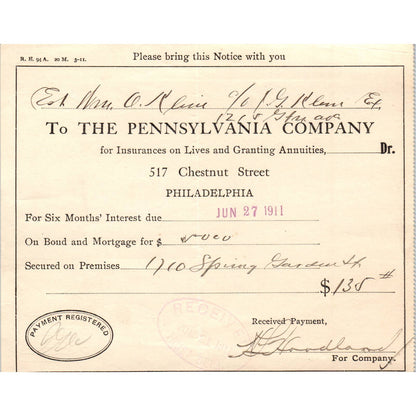 R. H. 94A. 20 M. 5-11.
Please bring this Notice with you
Est Wm. O. Klein c/o J. G. Klein Ex
1218
To THE PENNSYLVANIA COMPANY
for Insurances on Lives and Granting Annuities, Dr.
517 Chestnut Street
PHILADELPHIA
For Six Months' Interest due JUN 27 1911
On Bond and Mortgage for $ 5000
Secured on Premises 1710 Spring Garden St
$ 135
PAYMENT REGISTERED
RECEIVED
Received Payment,
For Company.